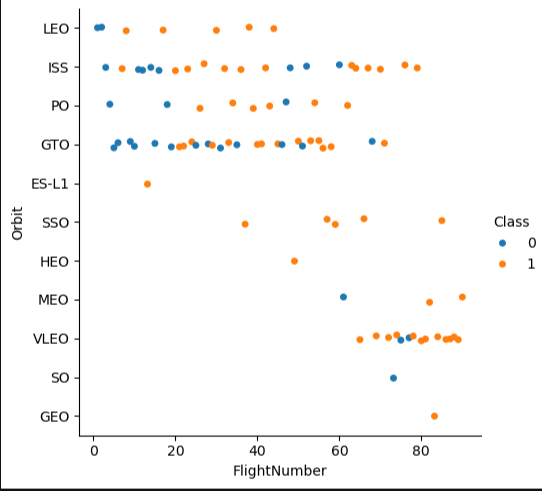 LEO
ISS
PO
GTO
ES-L1
SSO
HEO
MEO
VLEO
SO
GEO
Orbit
0 20 40 60 80
FlightNumber
Class
0
1